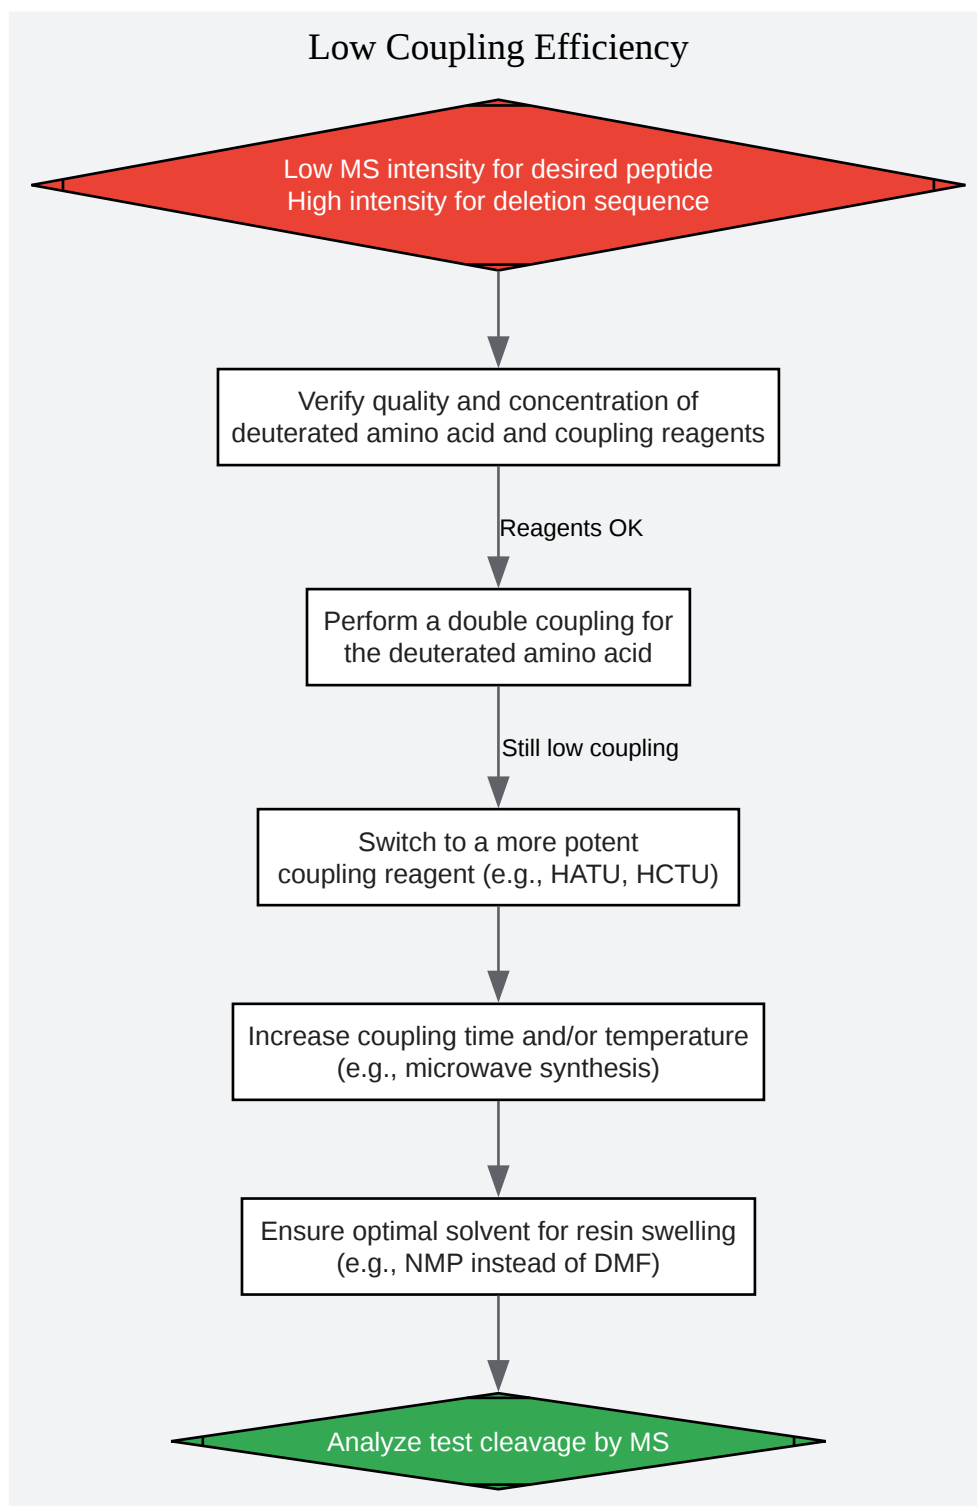 Low Coupling Efficiency
Low MS intensity for desired peptide
High intensity for deletion sequence
Verify quality and concentration of
deuterated amino acid and coupling reagents
Reagents OK
Perform a double coupling for
the deuterated amino acid
Still low coupling
Switch to a more potent
coupling reagent (e.g., HATU, HCTU)
Increase coupling time and/or temperature
(e.g., microwave synthesis)
Ensure optimal solvent for resin swelling
(e.g., NMP instead of DMF)
Analyze test cleavage by MS